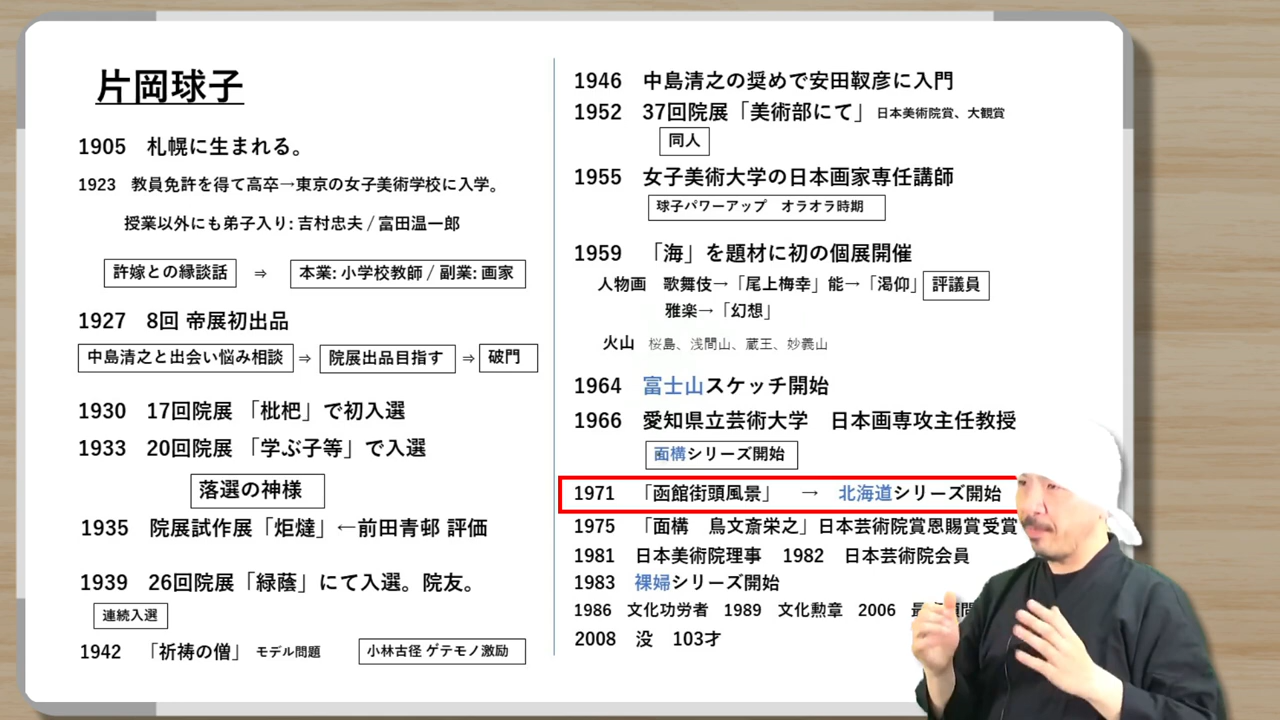 片岡球子
1905 札幌に生まれる。
1923 教員免許を得て高卒→東京の女子美術学校に入学。
授業以外にも弟子入り: 吉村忠夫 / 富田温一郎
許嫁との縁談話 ⇒ 本業: 小学校教師 / 副業: 画家
1927 8回 帝展初出品
中島清之と出会い悩み相談 ⇒ 院展出品目指す ⇒ 破門
1930 17回院展 「枇杷」で初入選
1933 20回院展 「学ぶ子等」で入選
落選の神様
1935 院展試作展「炬燵」←前田青邨 評価
1939 26回院展「緑蔭」にて入選。院友。
連続入選
1942 「祈祷の僧」 モデル問題 小林古径 ゲテモノ激励
1946 中島清之の奨めで安田靫彦に入門
1952 37回院展「美術部にて」 日本美術院賞、大観賞
同人
1955 女子美術大学の日本画家専任講師
球子パワーアップ オラオラ時期
1959 「海」を題材に初の個展開催
人物画 歌舞伎→「尾上梅幸」能→「渇仰」 評議員
雅楽→「幻想」
火山 桜島、浅間山、蔵王、妙義山
1964 富士山スケッチ開始
1966 愛知県立芸術大学 日本画専攻主任教授
面構シリーズ開始
1971 「函館街頭風景」 → 北海道シリーズ開始
1975 「面構 鳥文斎栄之」日本芸術院賞恩賜賞受賞
1981 日本美術院理事 1982 日本芸術院会員
1983 裸婦シリーズ開始
1986 文化功労者 1989 文化勲章 2006
2008 没 103才